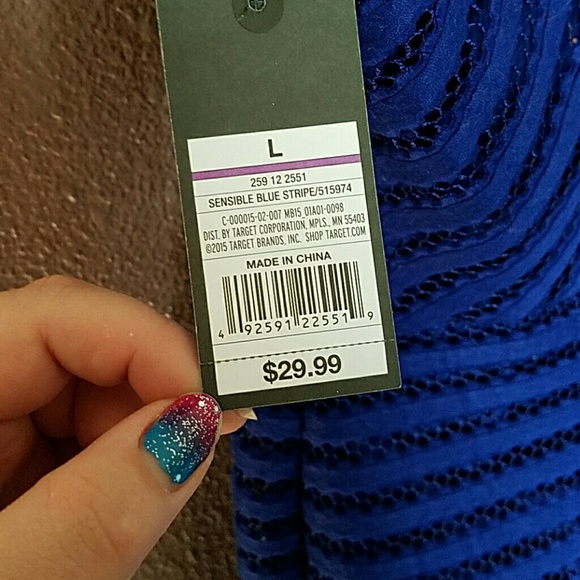 L
259 12 2551
SENSIBLE BLUE STRIPE/515974
C-000015-02-007 MB15_01A01-0098
DIST. BY TARGET CORPORATION, MPLS., MN 55403
©2015 TARGET BRANDS, INC. SHOP TARGET.COM
MADE IN CHINA
4 92591 22551 9
$29.99